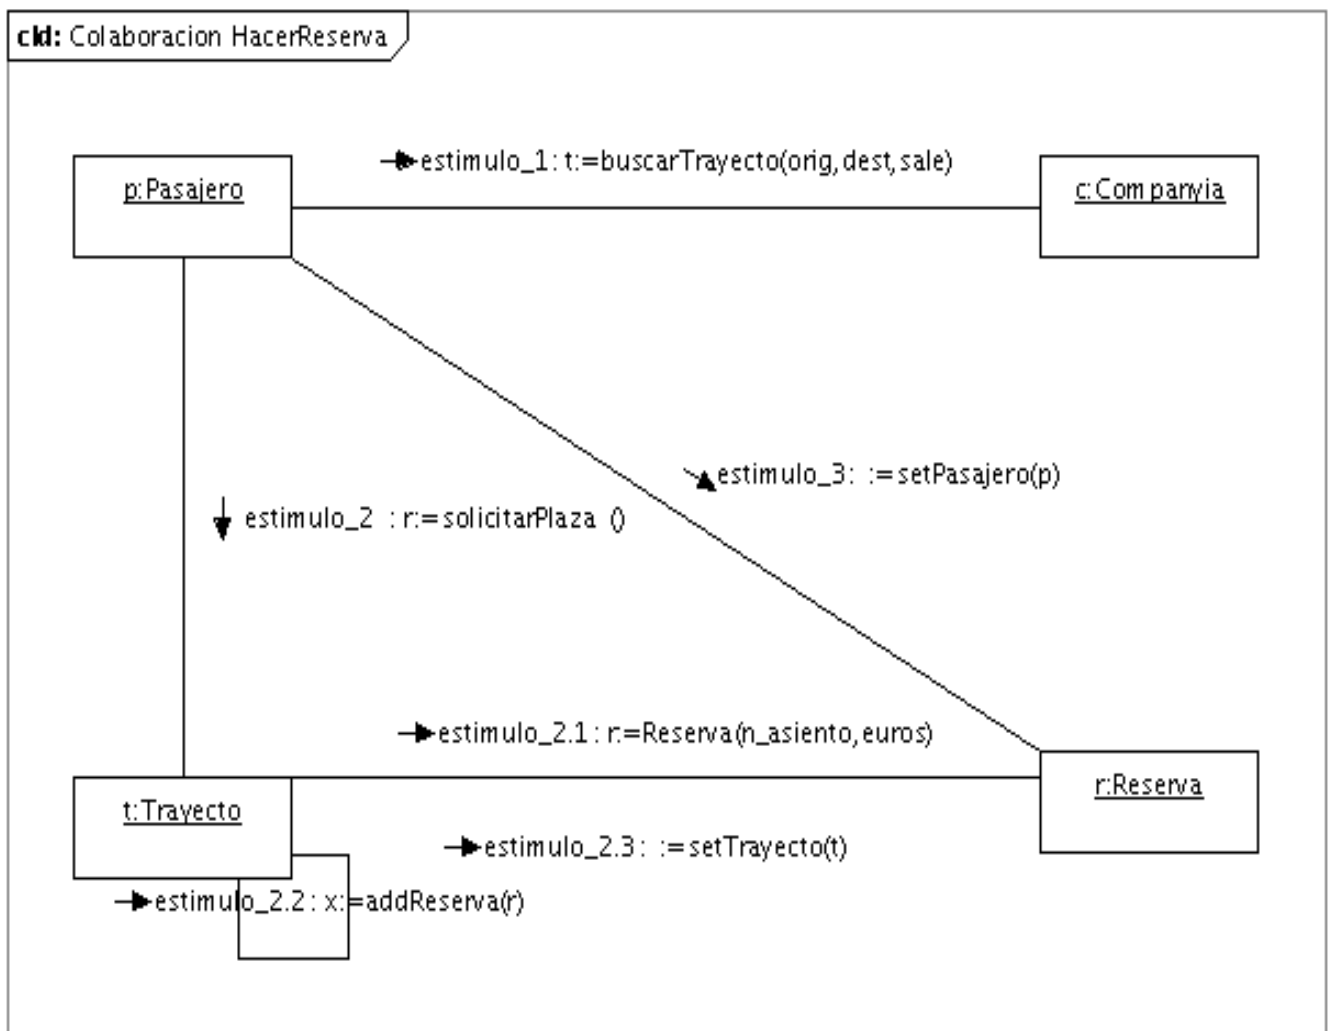 cld: Colaboracion HacerReserva
estimulo_1: t:=buscarTrayecto(orig,dest,sale)
p:Pasajero
c:Companyia
estimulo_3: :=setPasajero(p)
estimulo_2 : r:=solicitarPlaza ()
estimulo_2.1: r:=Reserva(n_asiento,euros)
r:Reserva
t:Trayecto
estimulo_2.3: :=setTrayecto(t)
estimulo_2.2: x:=addReserva(r)